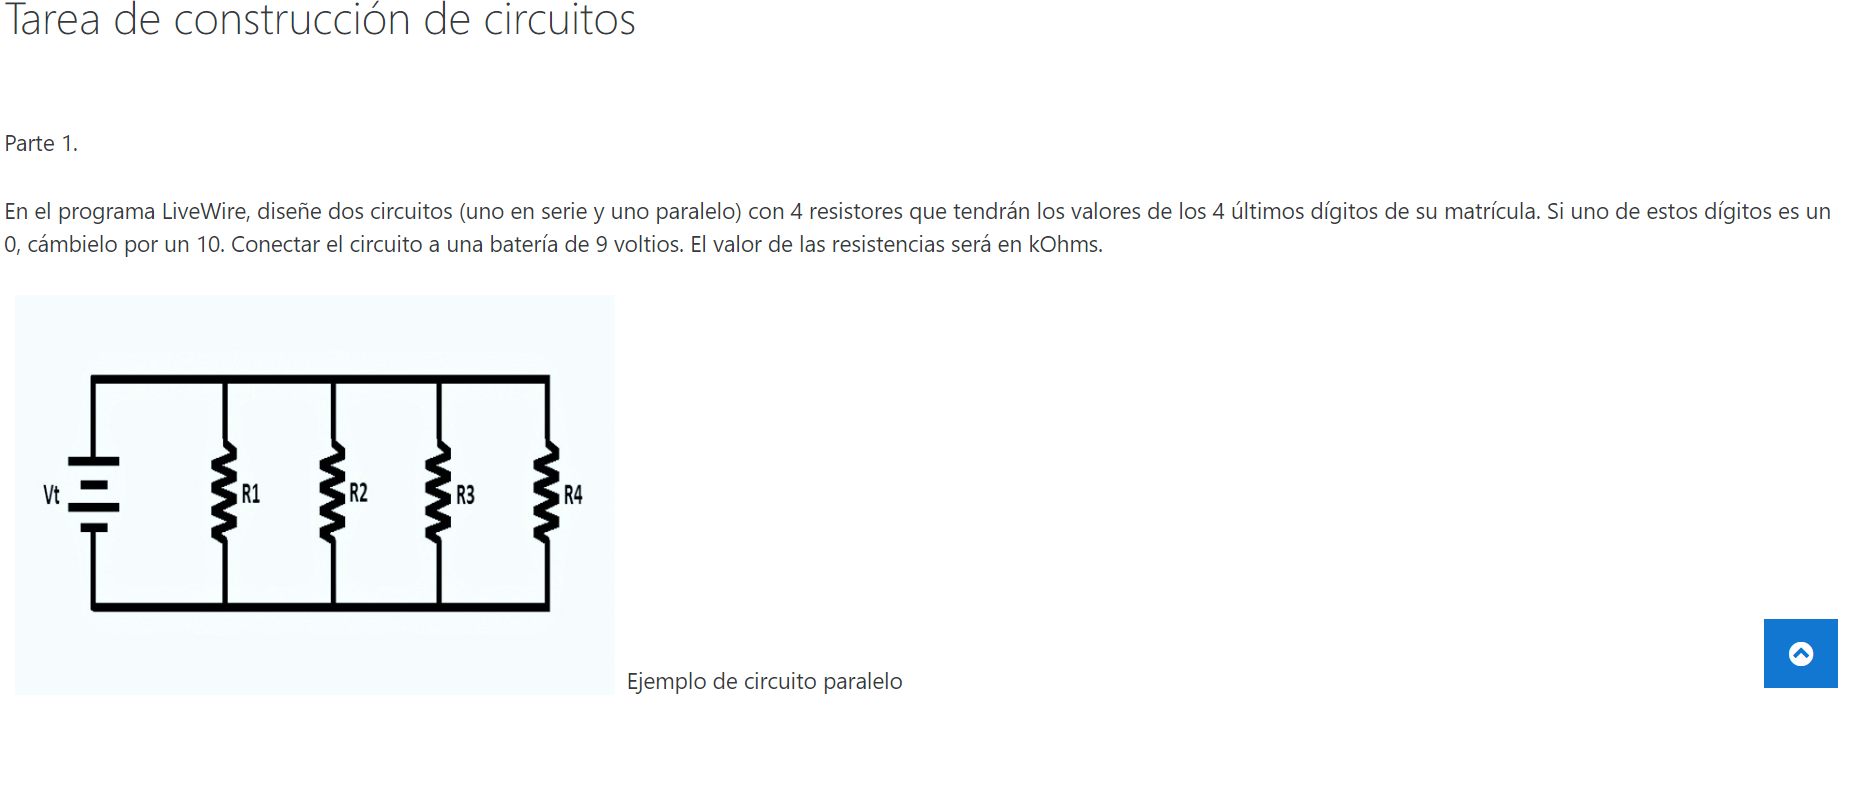 Tarea de construcción de circuitos
Parte 1.
En el programa LiveWire, diseñe dos circuitos (uno en serie y uno paralelo) con 4 resistores que tendrán los valores de los 4 últimos dígitos de su matrícula. Si uno de estos dígitos es un
0, cámbielo por un 10. Conectar el circuito a una batería de 9 voltios. El valor de las resistencias será en kOhms.
Vt R1 R2 R3 R4
Ejemplo de circuito paralelo